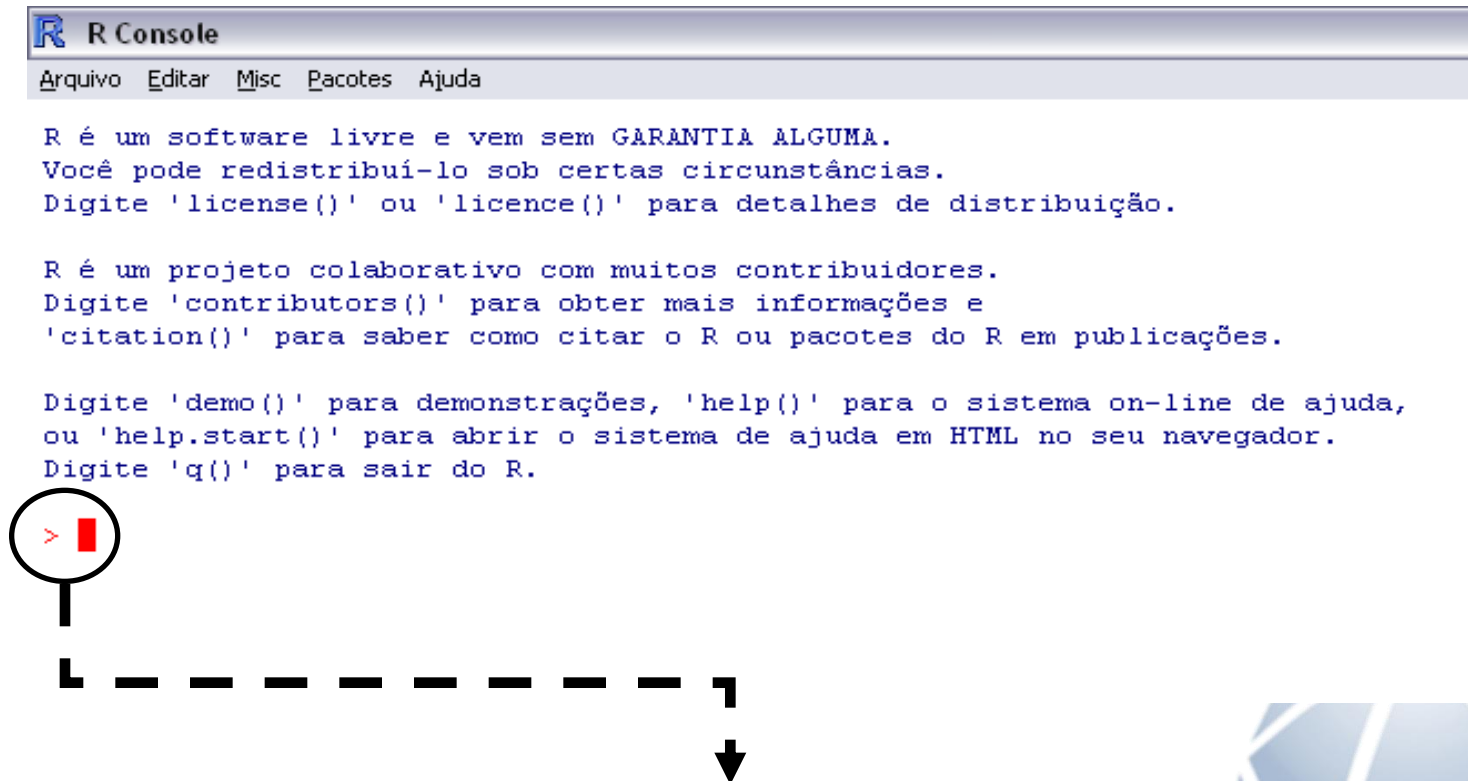 R Console
Arquivo Editar Misc Pacotes Ajuda
R é um software livre e vem sem GARANTIA ALGUMA.
Você pode redistribuí-lo sob certas circunstâncias.
Digite 'license()' ou 'licence()' para detalhes de distribuição.
R é um projeto colaborativo com muitos contribuidores.
Digite 'contributors()' para obter mais informações e
'citation()' para saber como citar o R ou pacotes do R em publicações.
Digite 'demo()' para demonstrações, 'help()' para o sistema on-line de ajuda,
ou 'help.start()' para abrir o sistema de ajuda em HTML no seu navegador.
Digite 'q()' para sair do R.
>